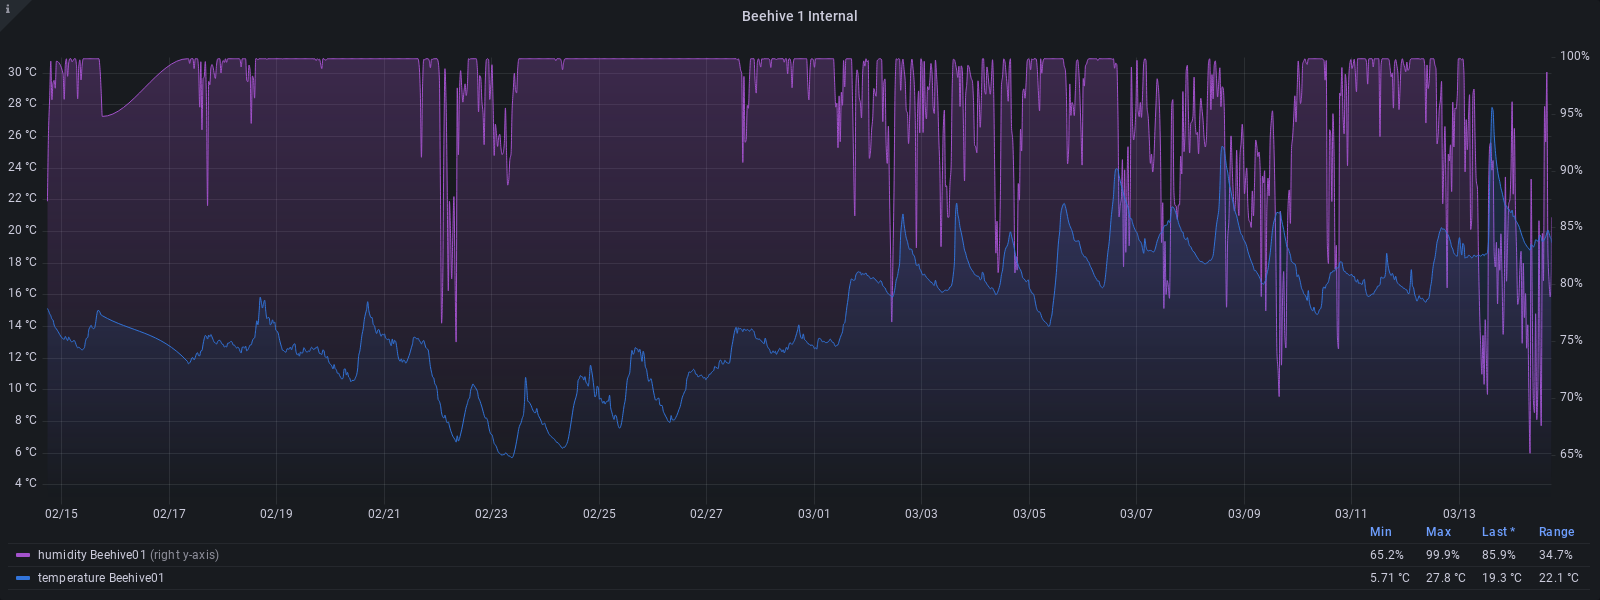 i
Beehive 1 Internal
30 °C
28 °C
26 °C
24 °C
22 °C
20 °C
18 °C
16 °C
14 °C
12 °C
10 °C
8 °C
6 °C
4 °C
100%
95%
90%
85%
80%
75%
70%
65%
02/15 02/17 02/19 02/21 02/23 02/25 02/27 03/01 03/03 03/05 03/07 03/09 03/11 03/13
Min Max Last * Range
humidity Beehive01 (right y-axis) 65.2% 99.9% 85.9% 34.7%
temperature Beehive01 5.71 °C 27.8 °C 19.3 °C 22.1 °C